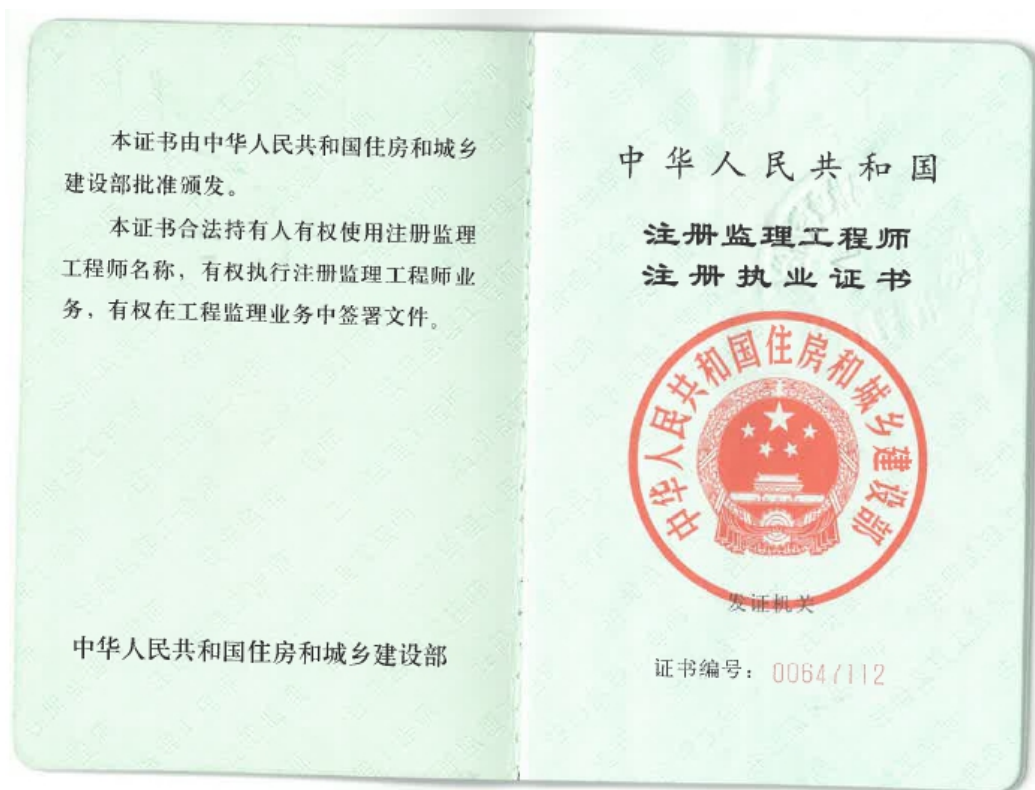 本证书由中华人民共和国住房和城乡
建设部批准颁发。
本证书合法持有人有权使用注册监理
工程师名称，有权执行注册监理工程师业
务，有权在工程监理业务中签署文件。
中华人民共和国住房和城乡建设部
中华人民共和国
注册监理工程师
注册执业证书
中华人民共和国住房和城乡建设部
发证机关
证书编号：